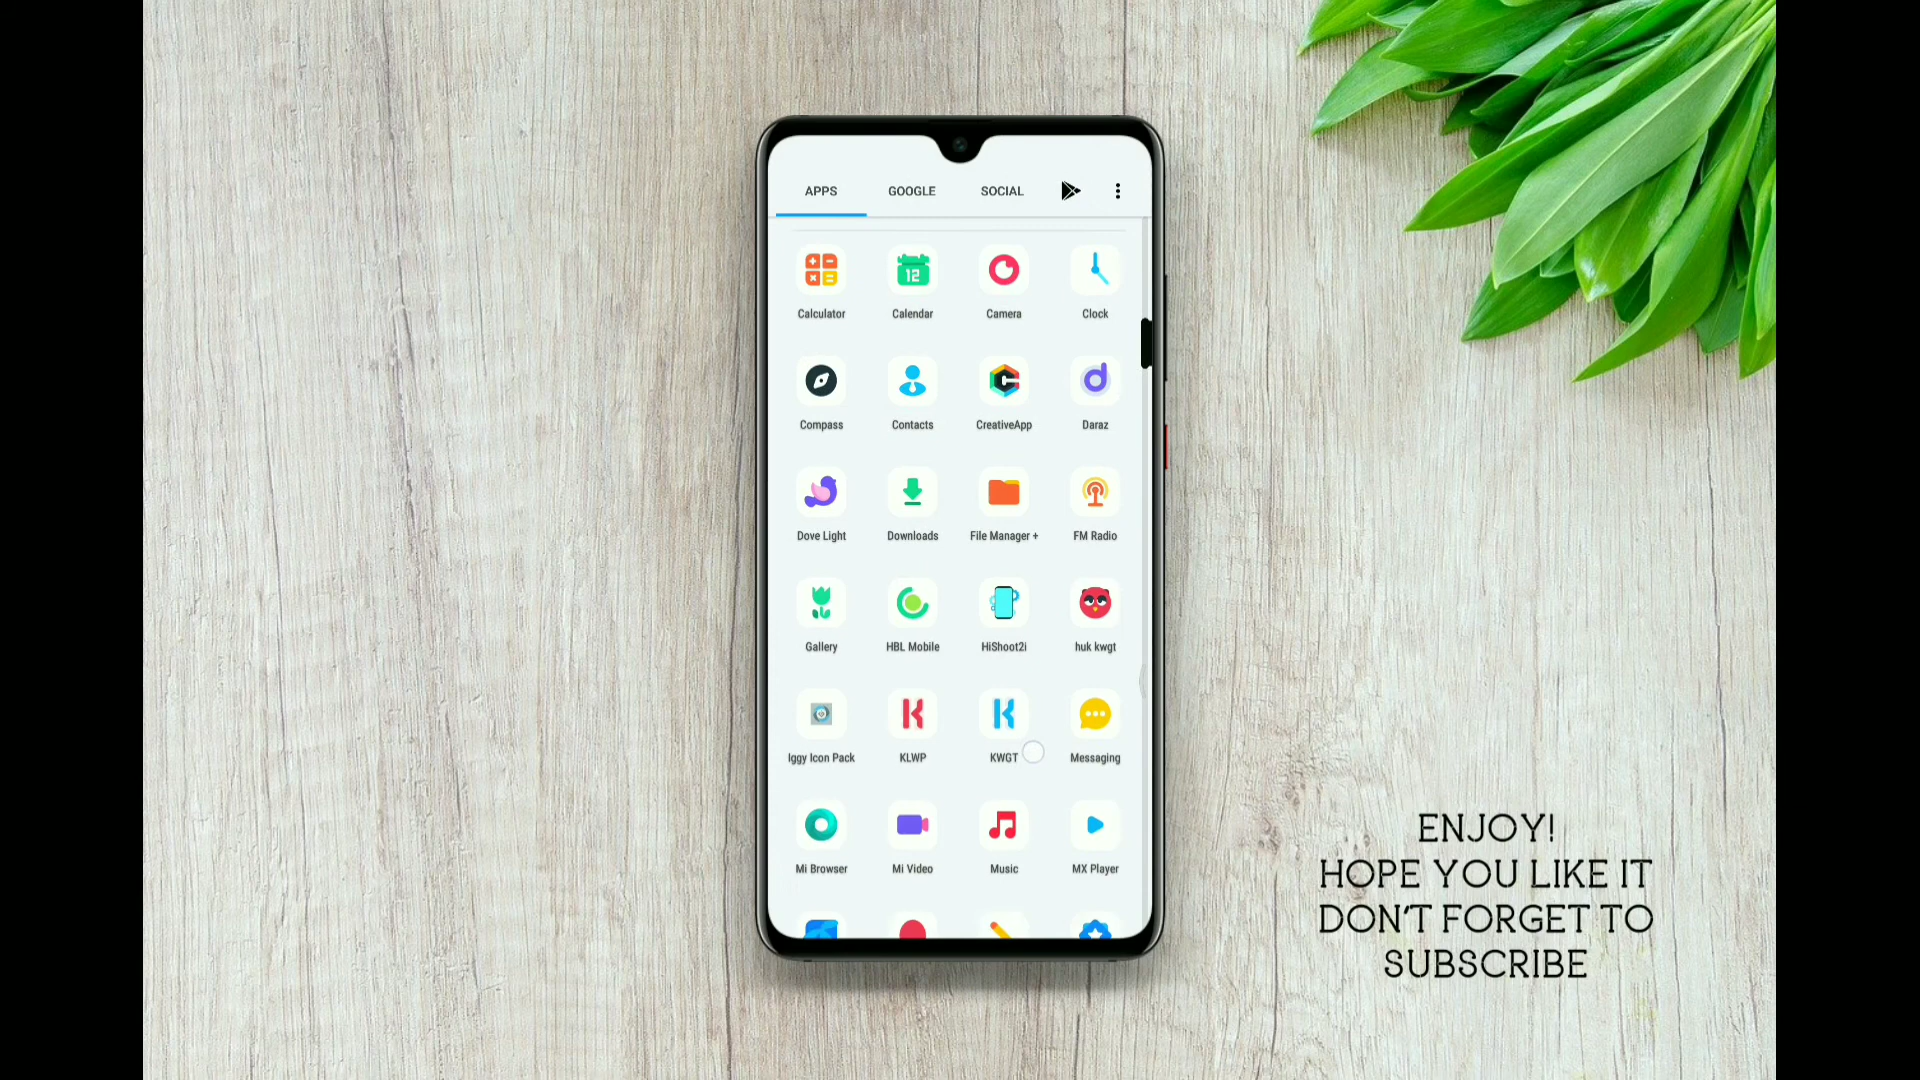 APPS GOOGLE SOCIAL
12
Calculator Calendar Camera Clock
Compass Contacts CreativeApp Daraz
Dove Light Downloads File Manager + FM Radio
Gallery HBL Mobile HiShoot2i huk kwgt
Iggy Icon Pack KLWP KWGT Messaging
Mi Browser Mi Video Music MX Player
ENJOY!
HOPE YOU LIKE IT
DON'T FORGET TO
SUBSCRIBE